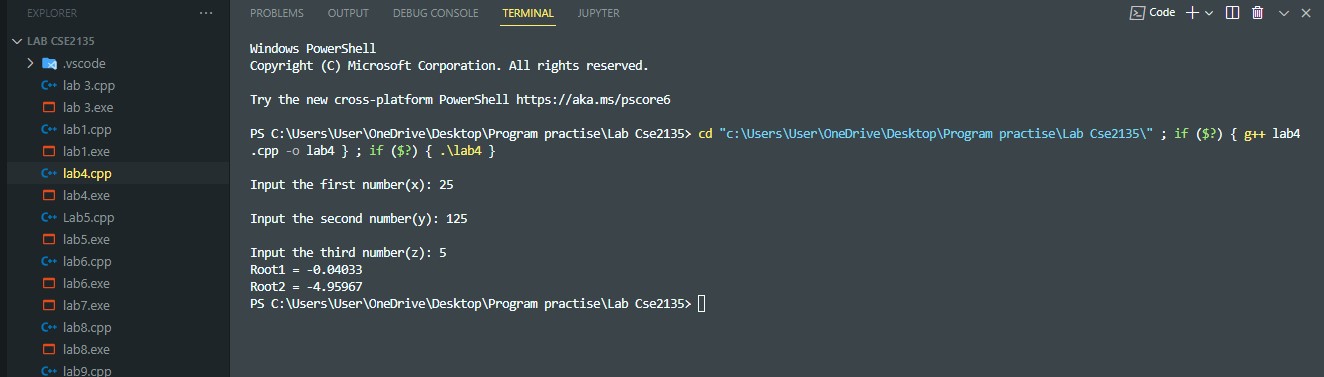 EXPLORER
LAB CSE2135
.vscode
lab 3.cpp
lab 3.exe
lab1.cpp
lab1.exe
lab4.cpp
lab4.exe
Lab5.cpp
lab5.exe
lab6.cpp
lab6.exe
lab7.exe
lab8.cpp
lab8.exe
lab9.cpp
PROBLEMS OUTPUT DEBUG CONSOLE TERMINAL JUPYTER
Code
Windows PowerShell
Copyright (C) Microsoft Corporation. All rights reserved.
Try the new cross-platform PowerShell https://aka.ms/pscore6
PS C:\Users\User\OneDrive\Desktop\Program practise\Lab Cse2135> cd "c:\Users\User\OneDrive\Desktop\Program practise\Lab Cse2135\" ; if ($?) { g++ lab4
.cpp -o lab4 } ; if ($?) { .\lab4 }
Input the first number(x): 25
Input the second number(y): 125
Input the third number(z): 5
Root1 = -0.04033
Root2 = -4.95967
PS C:\Users\User\OneDrive\Desktop\Program practise\Lab Cse2135>